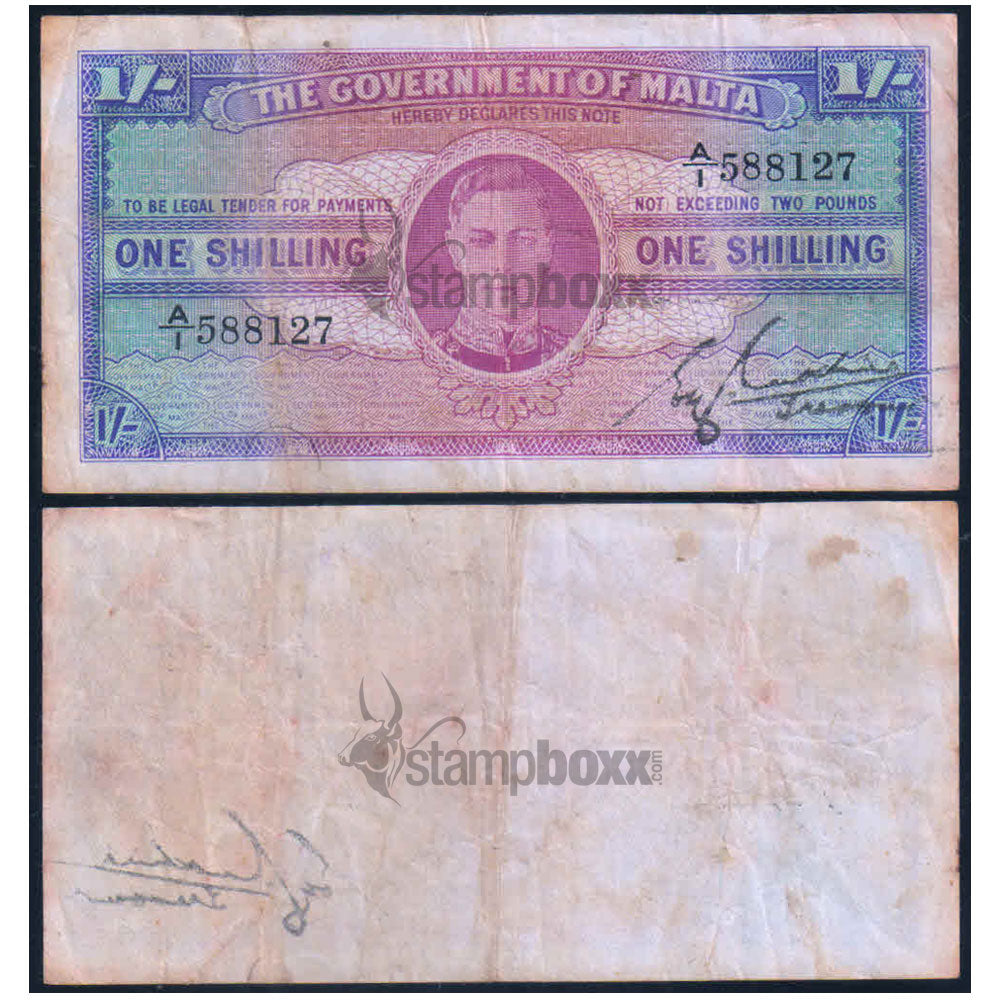 1/- 1/-
THE GOVERNMENT OF MALTA
HEREBY DECLARES THIS NOTE
A/1 588127
TO BE LEGAL TENDER FOR PAYMENTS NOT EXCEEDING TWO POUNDS
ONE SHILLING ONE SHILLING
stampboxx.com
A/1 588127
1/- 1/-
stampboxx.com